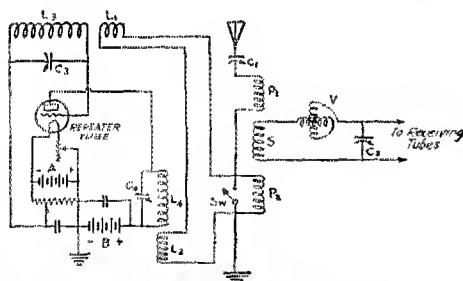 L3
L1
C3
C1
REPEATER
TUBE
P1
V
to Receiving
Tubes
S
C2
A
- +
C4
L4
Sw
P2
B
- +
L2